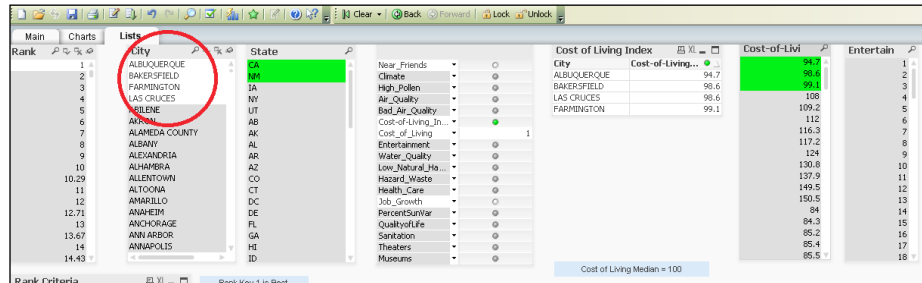 Clear Back Forward Lock Unlock
Main Charts Lists
Rank
1
2
3
4
5
6
7
8
9
10
10.29
11
12
12.71
13
13.67
14
14.43
City
ALBUQUERQUE
BAKERSFIELD
FARMINGTON
LAS CRUCES
ABILENE
AKRON
ALAMEDA COUNTY
ALBANY
ALEXANDRIA
ALHAMBRA
ALLENTOWN
ALTOONA
AMARILLO
ANAHEIM
ANCHORAGE
ANN ARBOR
ANNAPOLIS
State
CA
NM
IA
NY
UT
AB
AK
AL
AR
AZ
CO
CT
DC
DE
FL
GA
HI
ID
Near_Friends
Climate
High_Pollen
Air_Quality
Bad_Air_Quality
Cost-of-Living_In...
Cost_of_Living 1
Entertainment
Water_Quality
Low_Natural_Ha...
Hazard_Waste
Health_Care
Job_Growth
PercentSunVar
QualityofLife
Sanitation
Theaters
Museums
Cost of Living Index XL
City Cost-of-Living...
ALBUQUERQUE 94.7
BAKERSFIELD 98.6
LAS CRUCES 98.6
FARMINGTON 99.1
Cost of Living Median = 100
Cost-of-Livi
94.7
98.6
99.1
108
109.2
112
116.3
117.2
124
130.8
137.9
149.5
150.5
84
84.3
85.2
85.4
85.5
Entertain
1
2
3
4
5
6
7
8
9
10
11
12
13
14
15
16
17
18
Rank Criteria XL
Rank Key 1 is Best